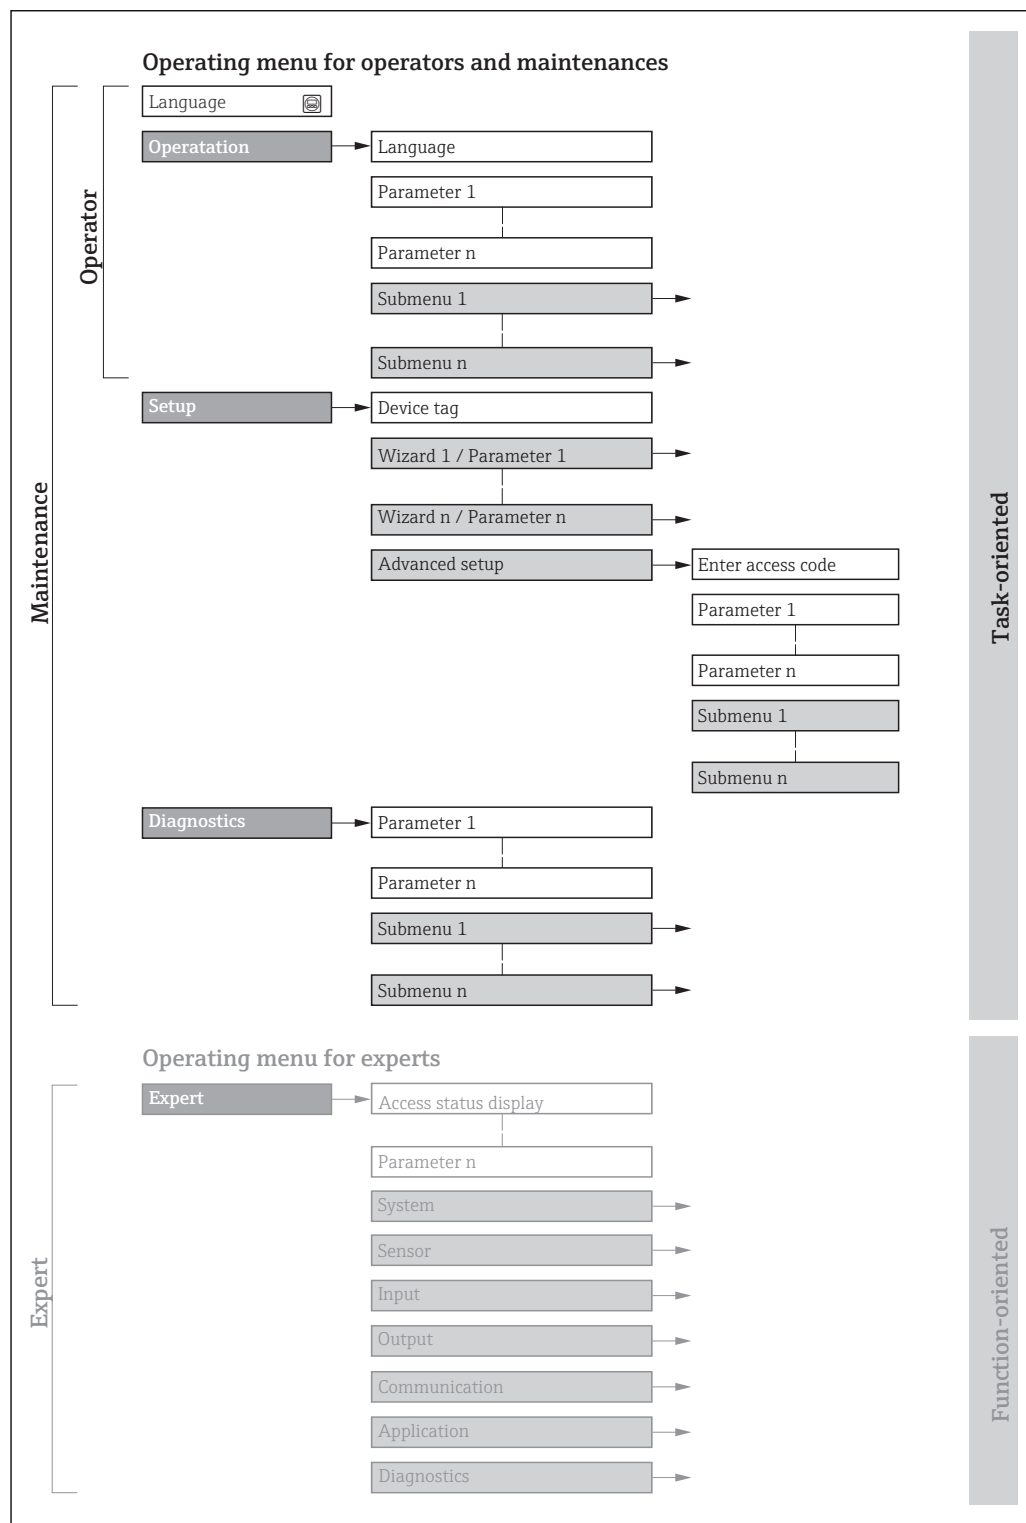 Operating menu for operators and maintenances
Language
Operatation
Language
Parameter 1
Parameter n
Submenu 1
Submenu n
Operator
Setup
Device tag
Wizard 1 / Parameter 1
Wizard n / Parameter n
Advanced setup
Enter access code
Parameter 1
Parameter n
Submenu 1
Submenu n
Maintenance
Task-oriented
Diagnostics
Parameter 1
Parameter n
Submenu 1
Submenu n
Operating menu for experts
Expert
Access status display
Parameter n
System
Sensor
Input
Output
Communication
Application
Diagnostics
Expert
Function-oriented